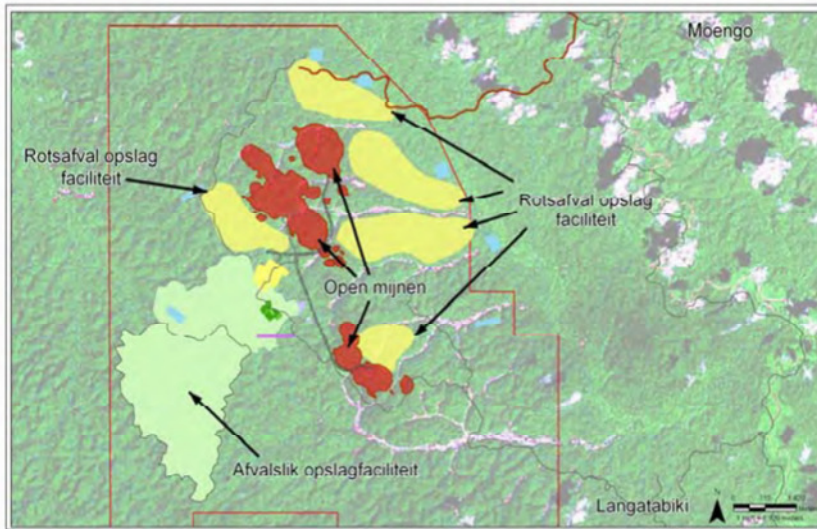 Moengo
Rotsafval opslag
faciliteit
Rotsafval opslag
faciliteit
Open mijnen
Afvalslik opslagfaciliteit
Langatabiki
N